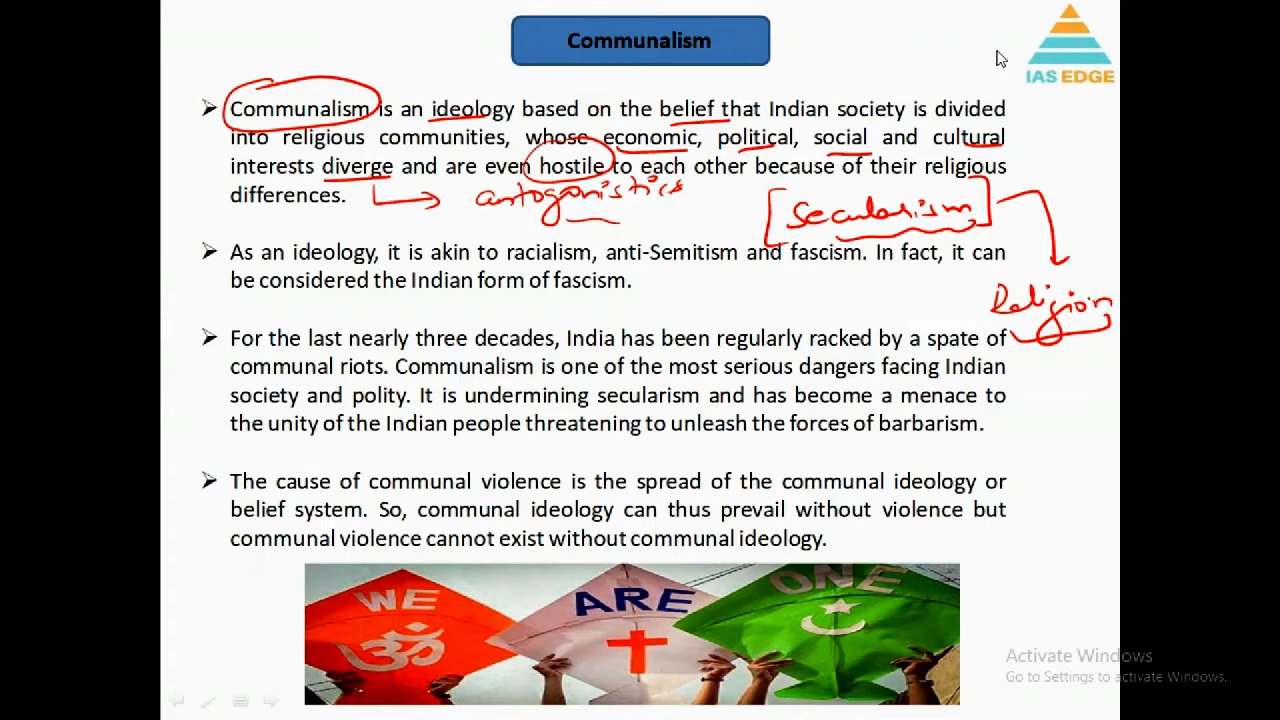 Communalism
IAS EDGE
Communalism is an ideology based on the belief that Indian society is divided
into religious communities, whose economic, political, social and cultural
interests diverge and are even hostile to each other because of their religious
differences.
antogonistics
[Secularism]
As an ideology, it is akin to racialism, anti-Semitism and fascism. In fact, it can
be considered the Indian form of fascism.
Religion
For the last nearly three decades, India has been regularly racked by a spate of
communal riots. Communalism is one of the most serious dangers facing Indian
society and polity. It is undermining secularism and has become a menace to
the unity of the Indian people threatening to unleash the forces of barbarism.
The cause of communal violence is the spread of the communal ideology or
belief system. So, communal ideology can thus prevail without violence but
communal violence cannot exist without communal ideology.
WE ARE ONE
ॐ
Activate Windows
Go to Settings to activate Windows.